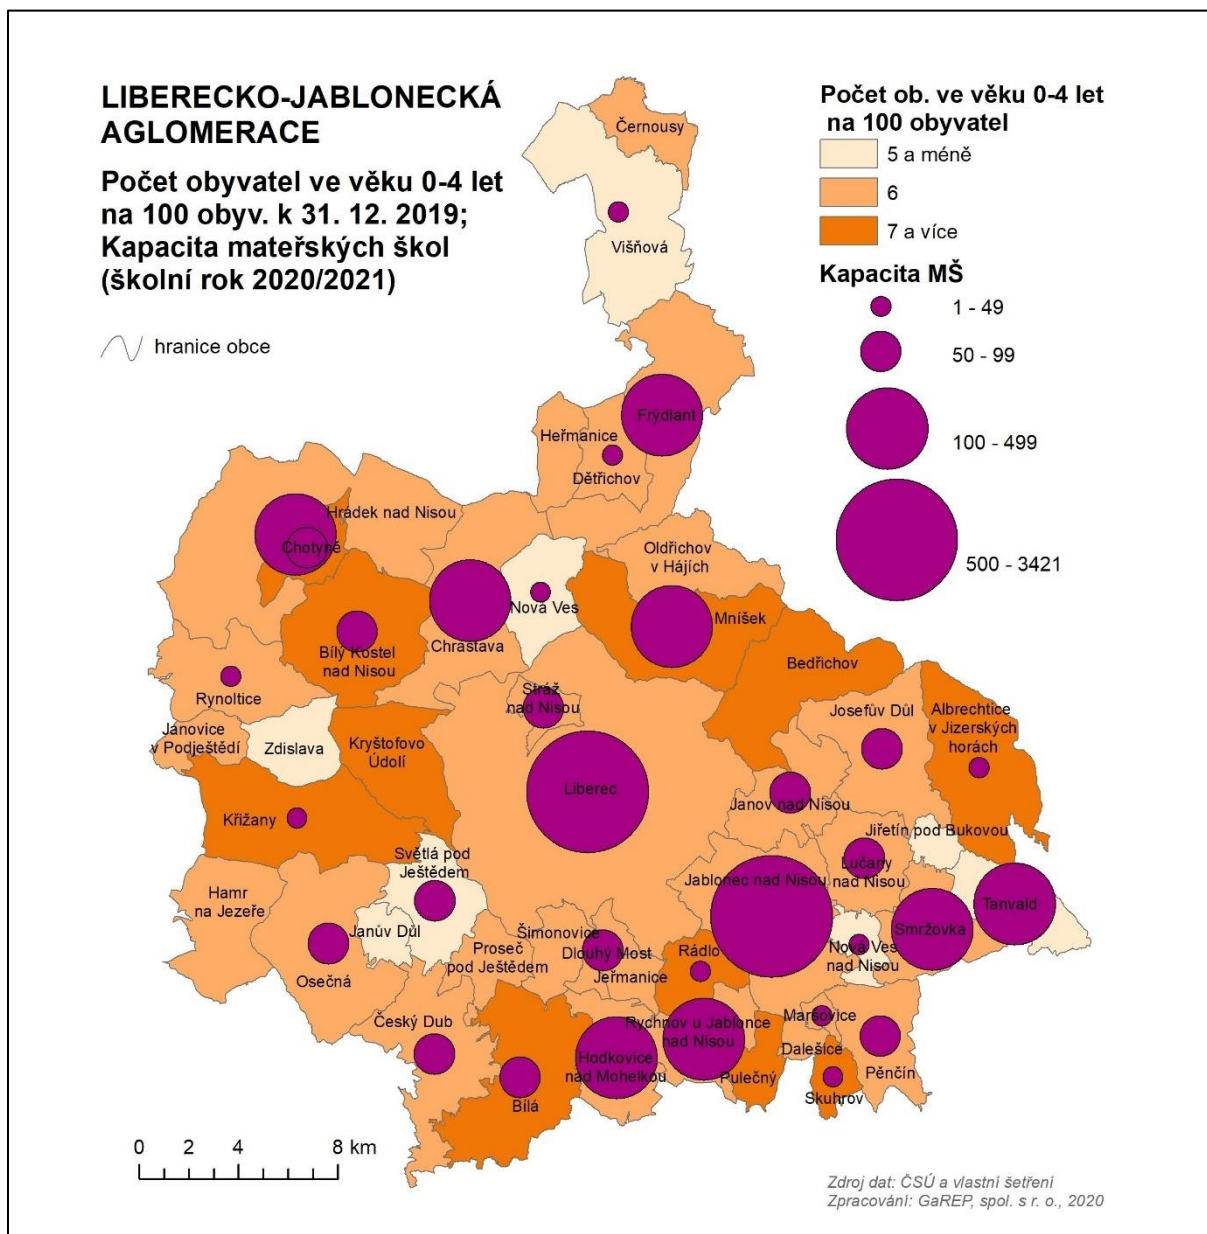 LIBERECKO-JABLONECKÁ
AGLOMERACE
Počet obyvatel ve věku 0-4 let
na 100 obyv. k 31. 12. 2019;
Kapacita mateřských škol
(školní rok 2020/2021)
hranice obce
Počet ob. ve věku 0-4 let
na 100 obyvatel
5 a méně
6
7 a více
Kapacita MŠ
1 - 49
50 - 99
100 - 499
500 - 3421
Černousy
Višňová
Frýdlant
Heřmanice
Dětřichov
Hrádek nad Nisou
Chotyně
Oldřichov
v Hájích
Nová Ves
Mníšek
Chrastava
Bílý Kostel
nad Nisou
Bedřichov
Rynoltice
Stráž
nad Nisou
Josefův Důl
Albrechtice
v Jizerských
horách
Janovice
v Podještědí
Zdislava
Kryštofovo
Údolí
Liberec
Janov nad Nisou
Křižany
Jiřetín pod Bukovou
Světlá pod
Ještědem
Lučany
nad Nisou
Jablonec nad Nisou
Hamr
na Jezeře
Tanvald
Janův Důl
Šimonovice
Smržovka
Proseč
pod Ještědem
Dlouhý Most
Rádlo
Nová Ves
nad Nisou
Osečná
Jeřmanice
Český Dub
Rychnov u Jablonce
nad Nisou
Maršovice
Dalešice
Hodkovice
nad Mohelkou
Pulečný
Pěnčín
Skuhrov
Bílá
0 2 4 8 km
Zdroj dat: ČSÚ a vlastní šetření
Zpracování: GaREP, spol. s r. o., 2020